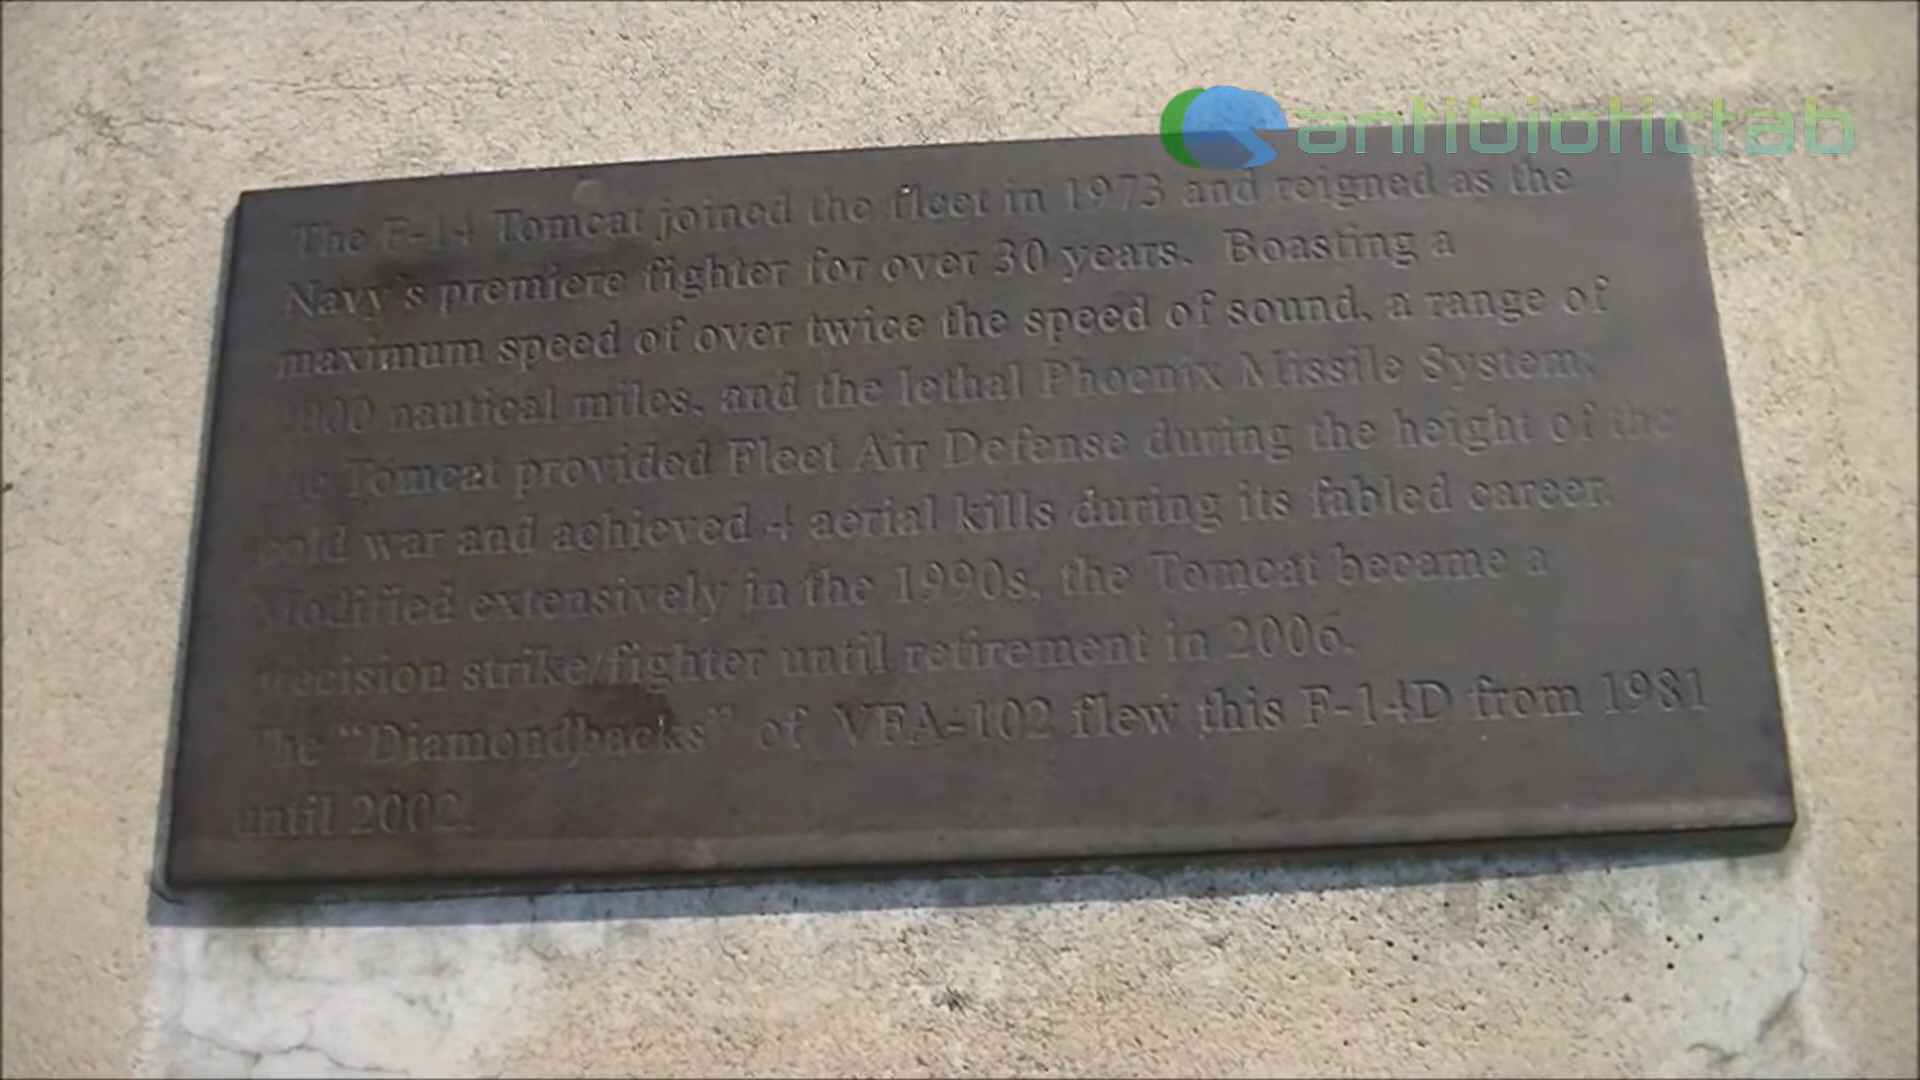 antibiotictab
The F-14 Tomcat joined the fleet in 1973 and reigned as the
Navy's premiere fighter for over 30 years. Boasting a
maximum speed of over twice the speed of sound, a range of
nautical miles, and the lethal Phoenix Missile System;
Tomcat provided Fleet Air Defense during the height of the
cold war and achieved 4 aerial kills during its fabled career.
Modified extensively in the 1990s, the Tomcat became a
precision strike/fighter until retirement in 2006.
The “Diamondbacks” of VFA-102 flew this F-14D from 1981
until 2002.